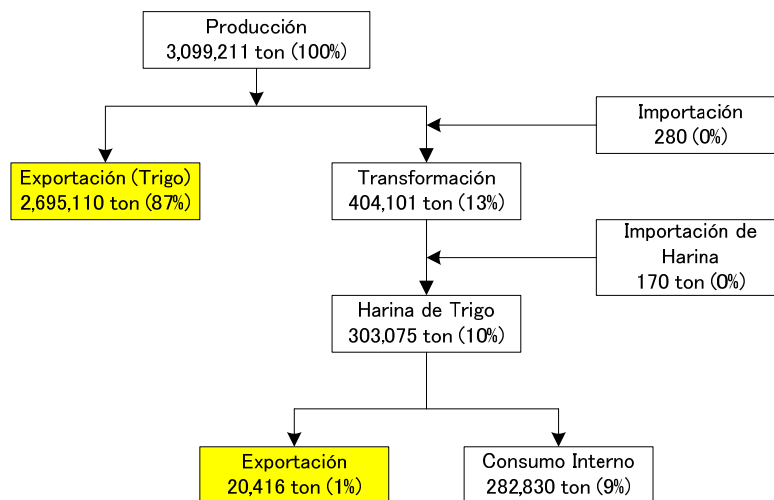 Producción
3,099,211 ton (100%)
Importación
280 (0%)
Exportación (Trigo)
2,695,110 ton (87%)
Transformación
404,101 ton (13%)
Importación de
Harina
170 ton (0%)
Harina de Trigo
303,075 ton (10%)
Exportación
20,416 ton (1%)
Consumo Interno
282,830 ton (9%)